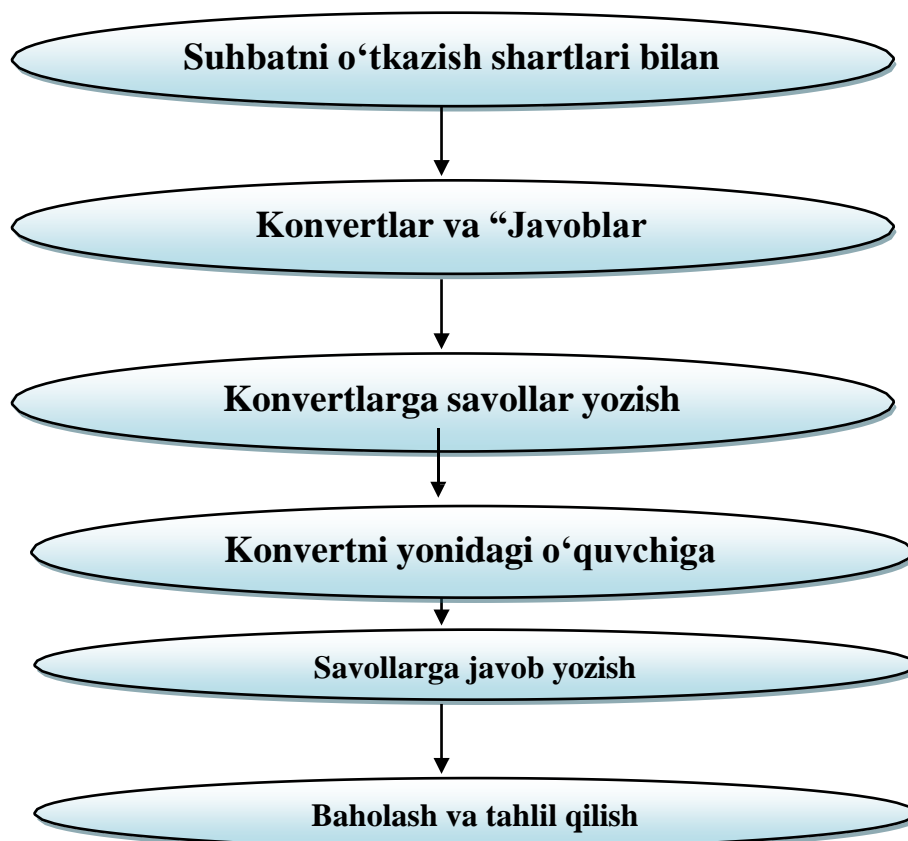 Suhbatni o‘tkazish shartlari bilan
Konvertlar va “Javoblar
Konvertlarga savollar yozish
Konvertni yonidagi o‘quvchiga
Savollarga javob yozish
Baholash va tahlil qilish